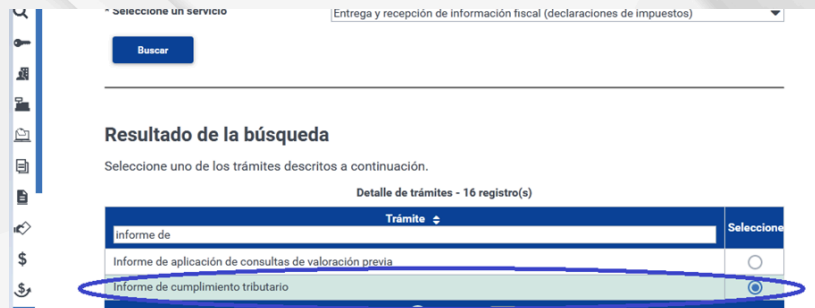 * Seleccione un servicio
Entrega y recepción de información fiscal (declaraciones de impuestos)
Buscar
Resultado de la búsqueda
Seleccione uno de los trámites descritos a continuación.
Detalle de trámites - 16 registro(s)
Trámite
Seleccione
informe de
Informe de aplicación de consultas de valoración previa
Informe de cumplimiento tributario